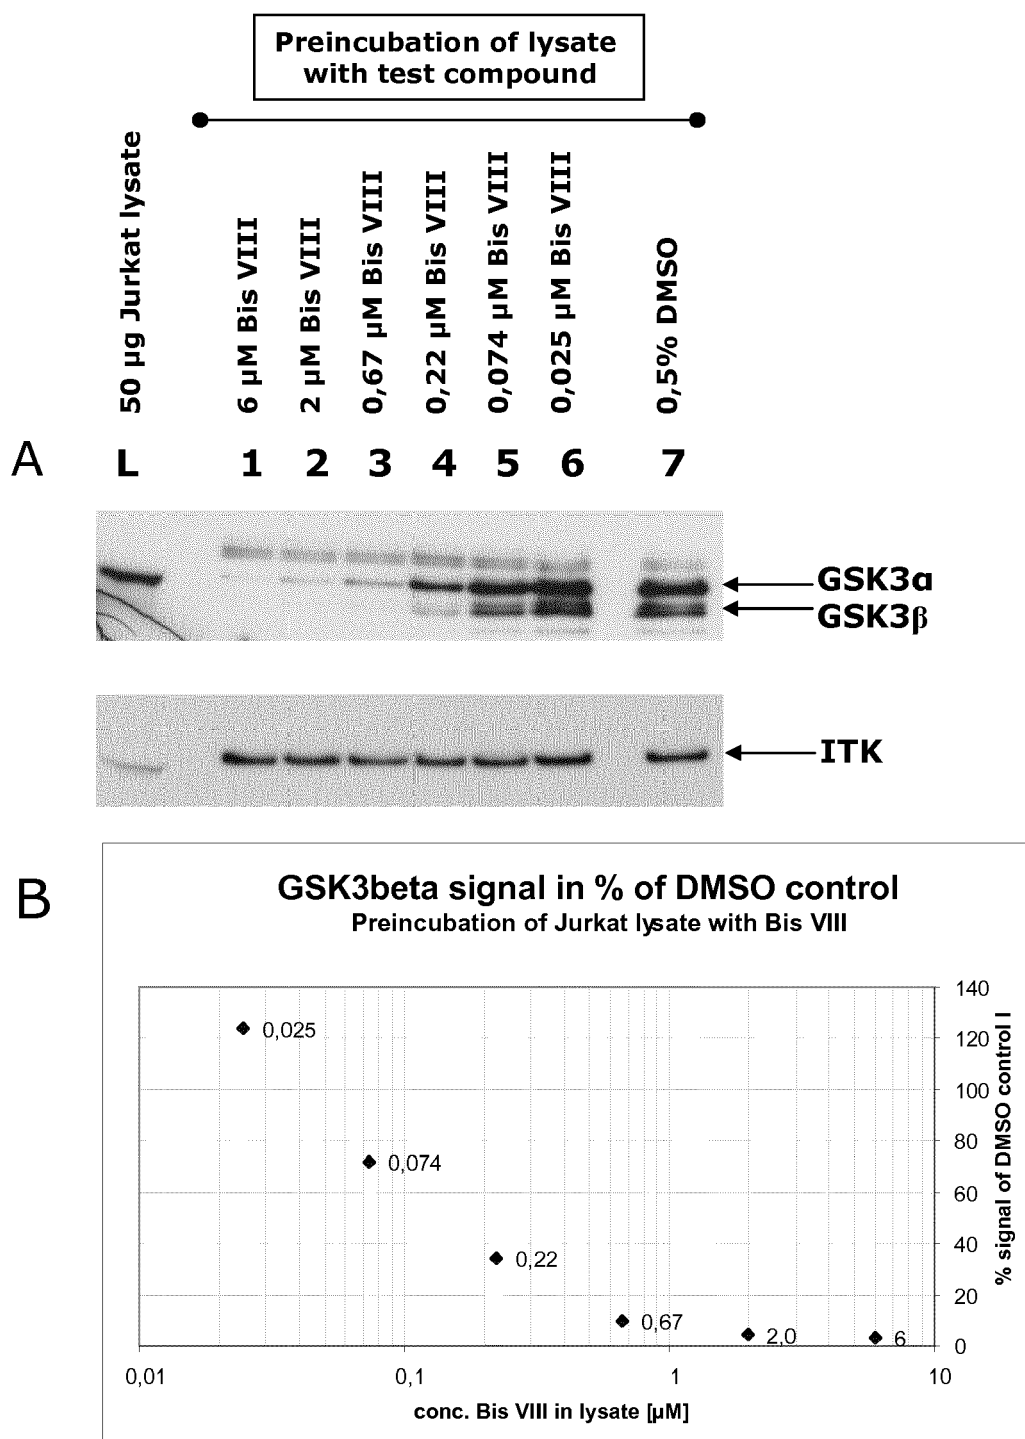 Preincubation of lysate
with test compound
50 µg Jurkat lysate
6 µM Bis VIII
2 µM Bis VIII
0,67 µM Bis VIII
0,22 µM Bis VIII
0,074 µM Bis VIII
0,025 µM Bis VIII
0,5% DMSO
A
L 1 2 3 4 5 6 7
GSK3α
GSK3β
ITK
B
GSK3beta signal in % of DMSO control
Preincubation of Jurkat lysate with Bis VIII
140
120
100
80
60
40
20
0
% signal of DMSO control I
0,025
0,074
0,22
0,67
2,0
6
0,01 0,1 1 10
conc. Bis VIII in lysate [µM]